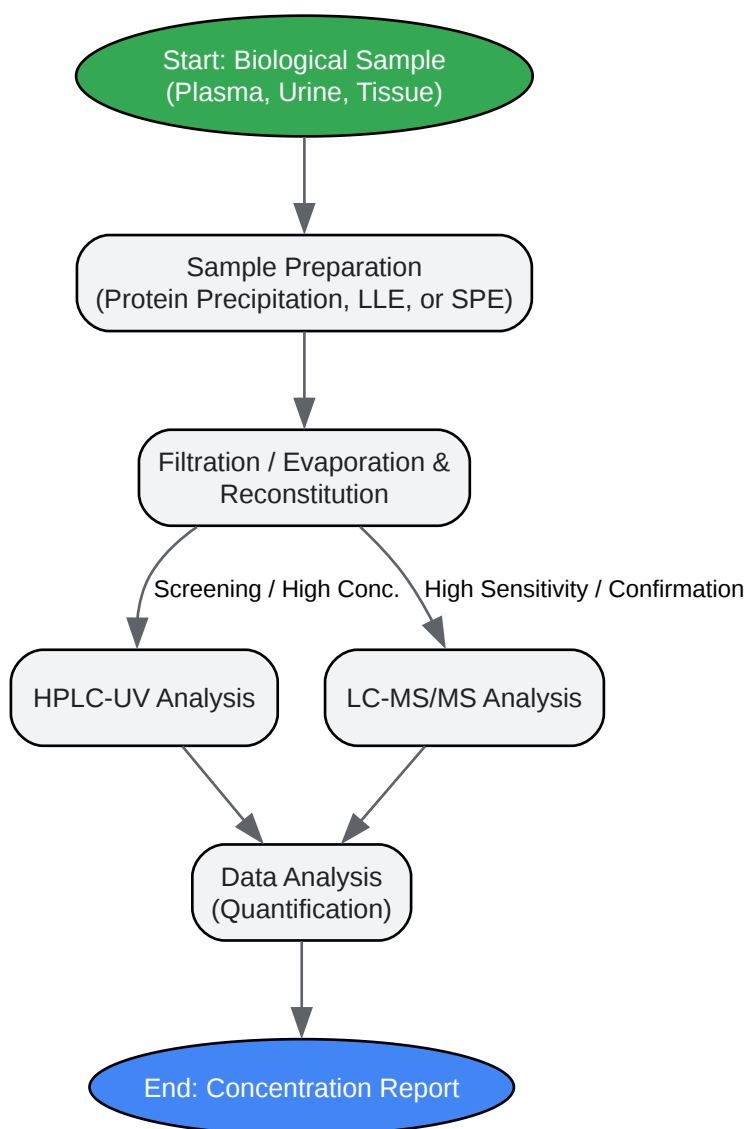 Start: Biological Sample
(Plasma, Urine, Tissue)
Sample Preparation
(Protein Precipitation, LLE, or SPE)
Filtration / Evaporation &
Reconstitution
Screening / High Conc.
High Sensitivity / Confirmation
HPLC-UV Analysis
LC-MS/MS Analysis
Data Analysis
(Quantification)
End: Concentration Report